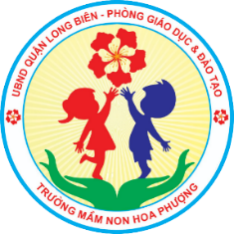 UBND QUẬN LONG BIÊN - PHÒNG GIÁO DỤC & ĐÀO TẠO
TRƯỜNG MẦM NON HOA PHƯỢNG